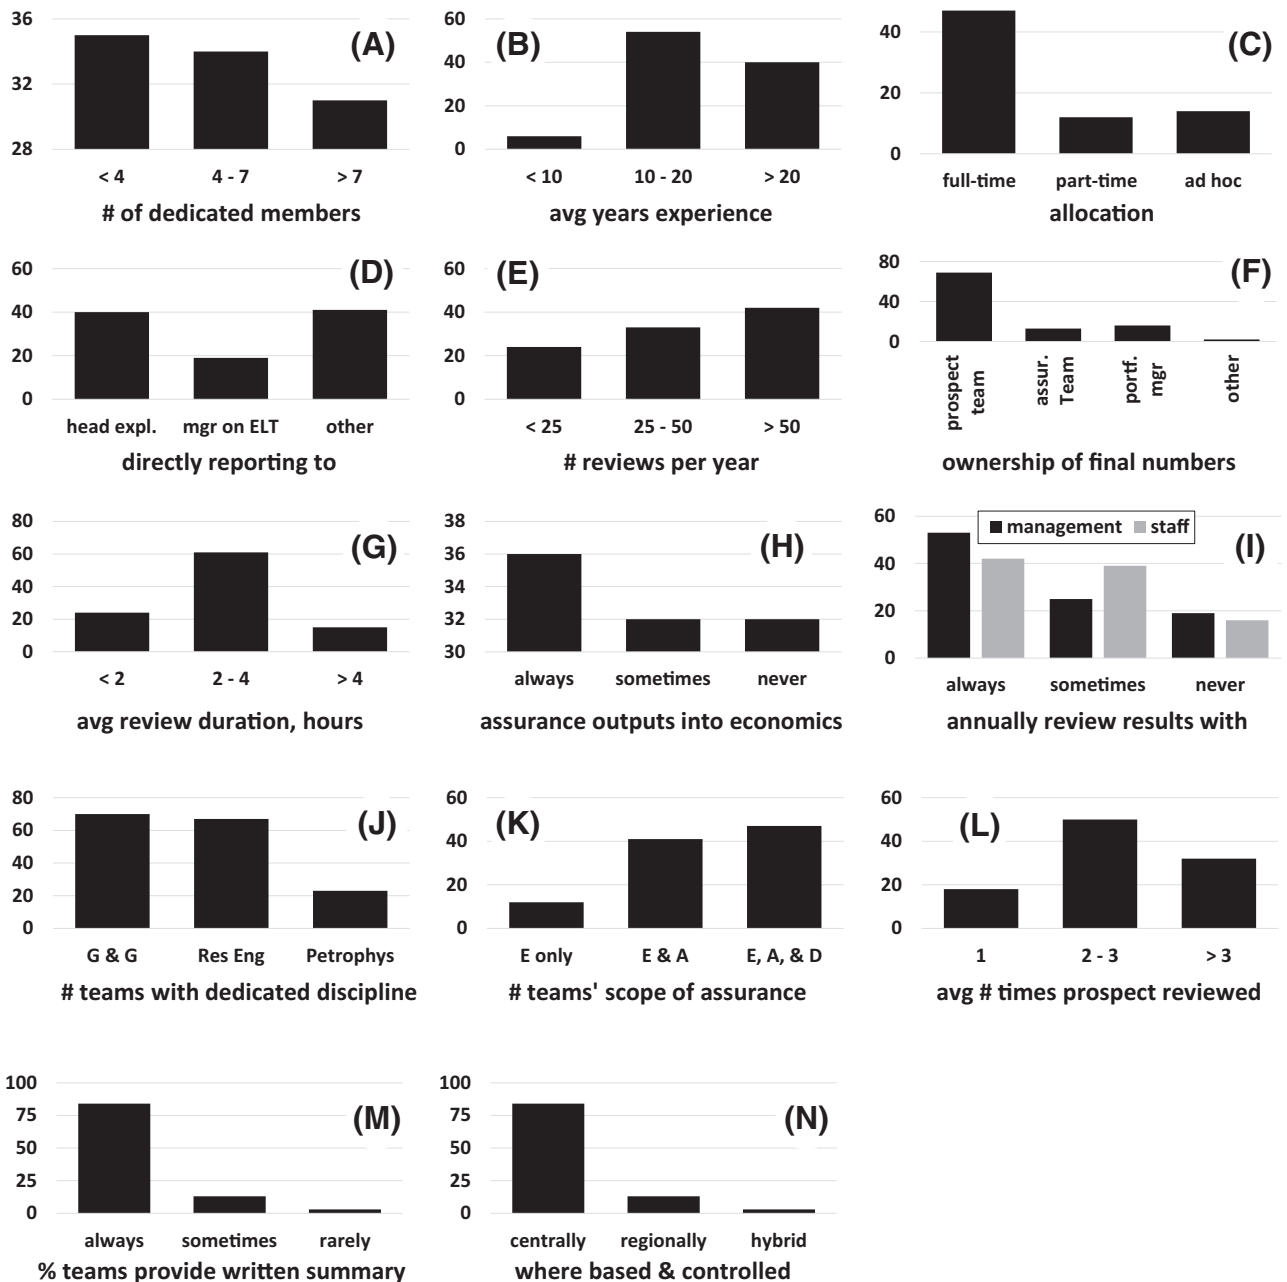 36
32
28
(A)
< 4 4 - 7 > 7
# of dedicated members
60
40
20
0
(B)
< 10 10 - 20 > 20
avg years experience
40
20
0
(C)
full-time part-time ad hoc
allocation
60
40
20
0
(D)
head expl. mgr on ELT other
directly reporting to
60
40
20
0
(E)
< 25 25 - 50 > 50
# reviews per year
80
40
0
(F)
prospect
team
assur.
Team
portf.
mgr
other
ownership of final numbers
80
60
40
20
0
(G)
< 2 2 - 4 > 4
avg review duration, hours
38
36
34
32
30
(H)
always sometimes never
assurance outputs into economics
60
40
20
0
management staff
(I)
always sometimes never
annually review results with
80
60
40
20
0
(J)
G & G Res Eng Petrophys
# teams with dedicated discipline
60
40
20
0
(K)
E only E & A E, A, & D
# teams' scope of assurance
60
40
20
0
(L)
1 2 - 3 > 3
avg # times prospect reviewed
100
75
50
25
0
(M)
always sometimes rarely
% teams provide written summary
100
75
50
25
0
(N)
centrally regionally hybrid
where based & controlled